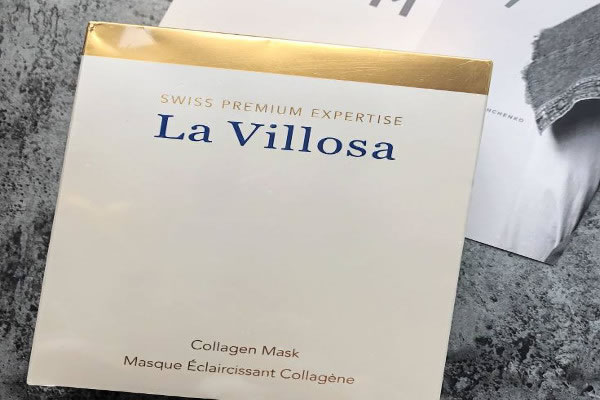 SWISS PREMIUM EXPERTISE
La Villosa
Collagen Mask
Masque Éclaircissant Collagène